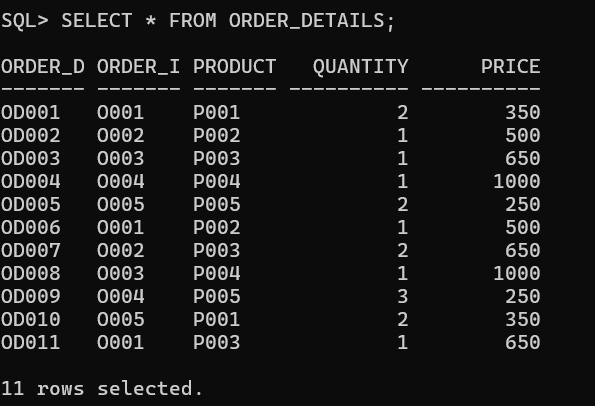 SQL> SELECT * FROM ORDER_DETAILS;
ORDER_D ORDER_I PRODUCT   QUANTITY      PRICE
------- ------- ------- ---------- ----------
OD001   O001    P001             2        350
OD002   O002    P002             1        500
OD003   O003    P003             1        650
OD004   O004    P004             1       1000
OD005   O005    P005             2        250
OD006   O001    P002             1        500
OD007   O002    P003             2        650
OD008   O003    P004             1       1000
OD009   O004    P005             3        250
OD010   O005    P001             2        350
OD011   O001    P003             1        650
11 rows selected.